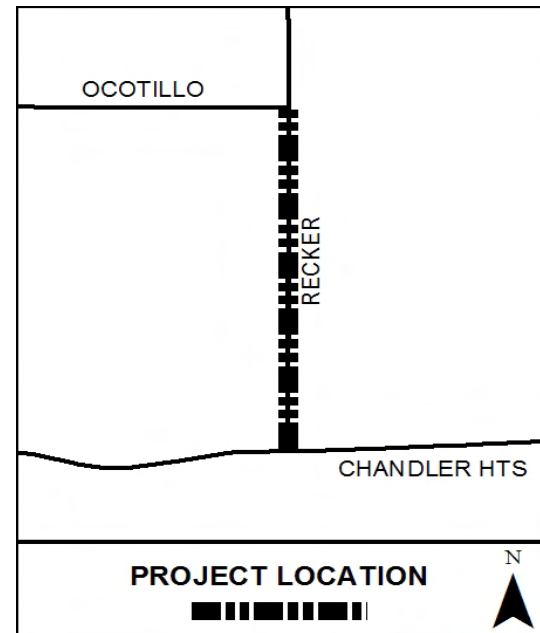 OCOTILLO
RECKER
CHANDLER HTS
PROJECT LOCATION
N